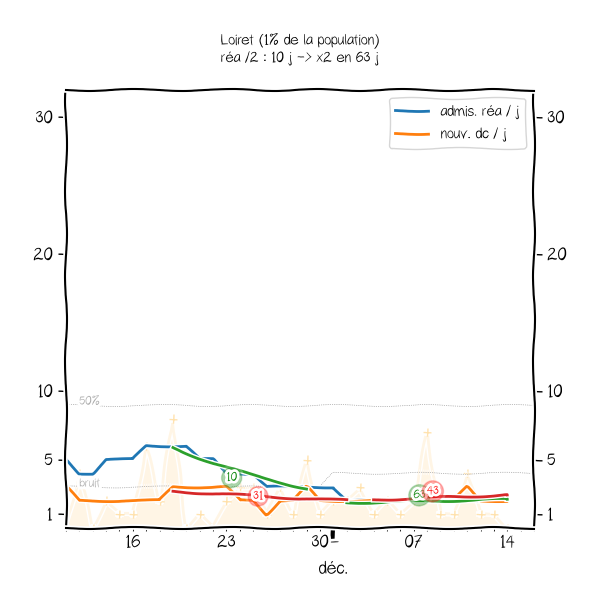 Loiret (1% de la population)
réa /2 : 10 j -> x2 en 63 j
admis. réa / j
nouv. dc / j
30 30
20 20
10 10
50%
5 5
bruit
10
31
63 43
1 1
16 23 30 07 14
déc.